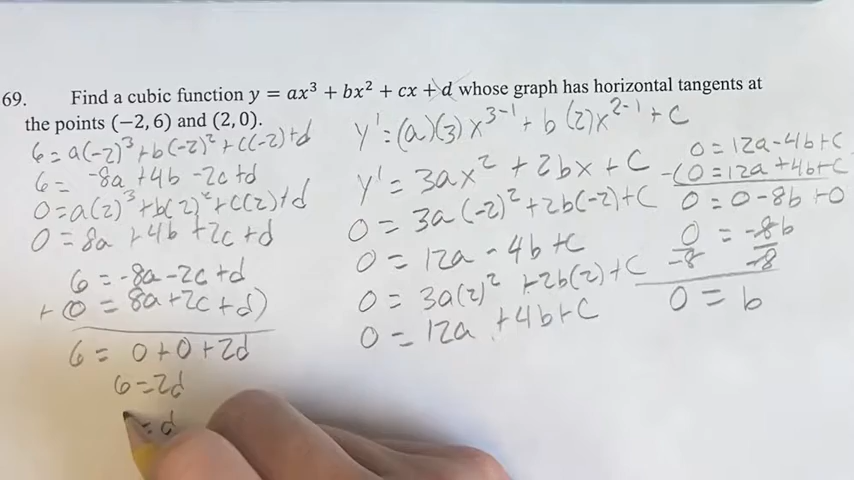 69. Find a cubic function y = ax³ + bx² + cx + d whose graph has horizontal tangents at
the points (−2, 6) and (2, 0).
6 = a(-2)³ + b(-2)² + c(-2) + d
6 = -8a + 4b - 2c + d
0 = a(2)³ + b(2)² + c(2) + d
0 = 8a + 4b + 2c + d
6 = -8a - 2c + d
+ (0 = 8a + 2c + d)
6 = 0 + 0 + 2d
6 = 2d
= d
y' = (a)(3)x³⁻¹ + b(2)x²⁻¹ + c
y' = 3ax² + 2bx + c
0 = 3a(-2)² + 2b(-2) + c
0 = 12a - 4b + c
0 = 3a(2)² + 2b(2) + c
0 = 12a + 4b + c
0 = 12a - 4b + c
- (0 = 12a + 4b + c
0 = 0 - 8b + 0
0 = -8b
-8 -8
0 = b